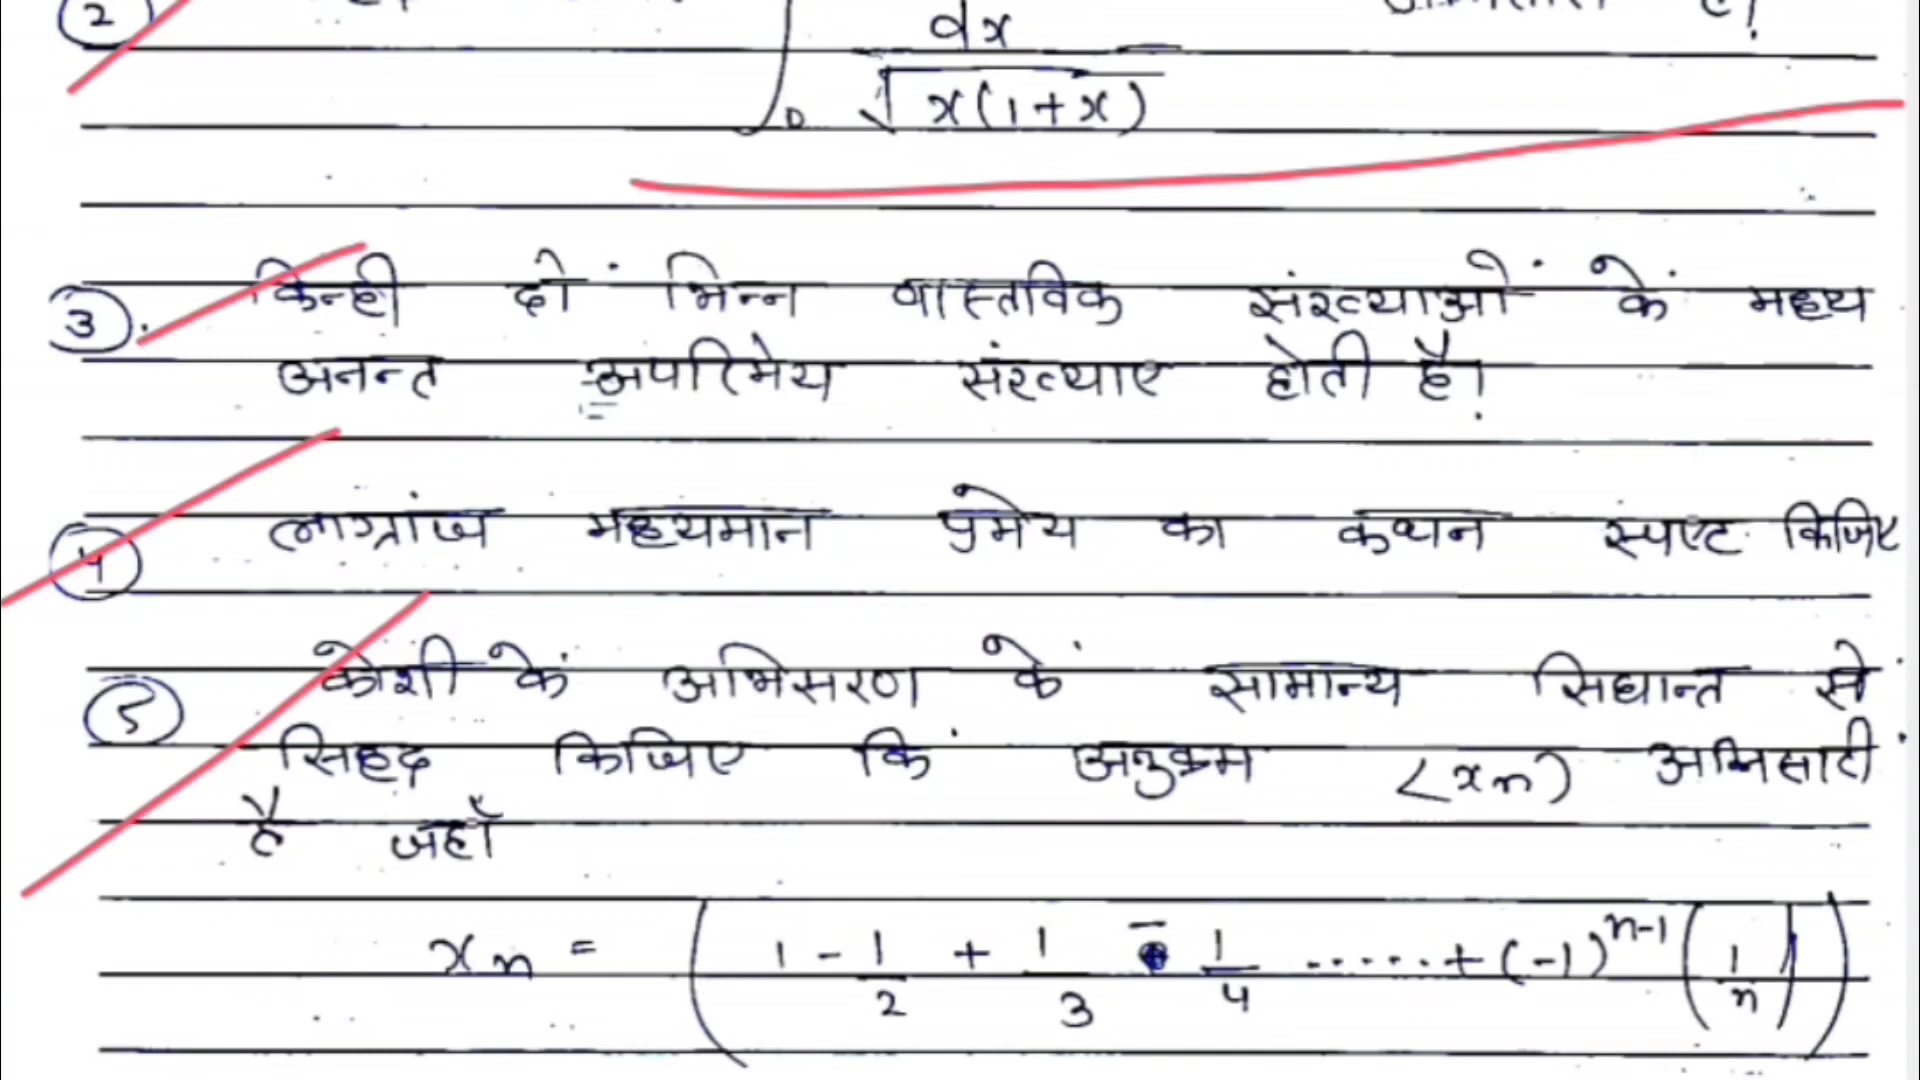 2
dx
∫0 √x(1+x)
3. किन्ही दो भिन्न वास्तविक संख्याओं के मध्य
अनन्त अपरिमेय संख्याए होती है।
4 लाग्रांज मध्यमान प्रमेय का कथन स्पष्ट किजिए
5 कोशी के अभिसरण के सामान्य सिधान्त से
सिध्द किजिए कि अनुक्रम <xn> अभिसारी
है जहाँ
xn = (1 - 1/2 + 1/3 - 1/4 ...... + (-1)^n-1 (1/n))